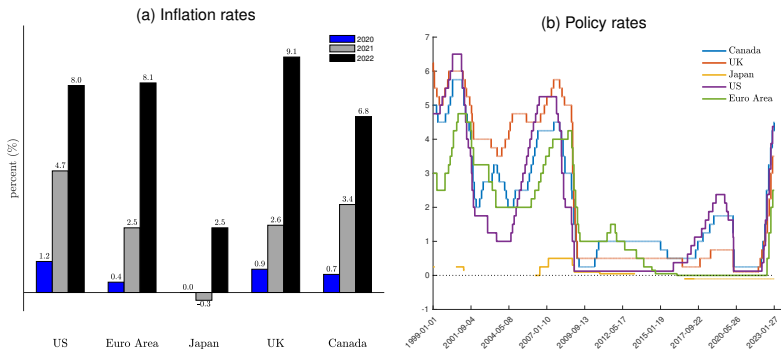 (a) Inflation rates
percent (%)
2020
2021
2022
1.2
4.7
8.0
0.4
2.5
8.1
0.0
-0.3
2.5
0.9
2.6
9.1
0.7
3.4
6.8
US
Euro Area
Japan
UK
Canada
(b) Policy rates
7
6
5
4
3
2
1
0
-1
Canada
UK
Japan
US
Euro Area
1999-01-01
2001-09-04
2004-05-08
2007-01-10
2009-09-13
2012-05-17
2015-01-19
2017-09-22
2020-05-26
2023-01-27